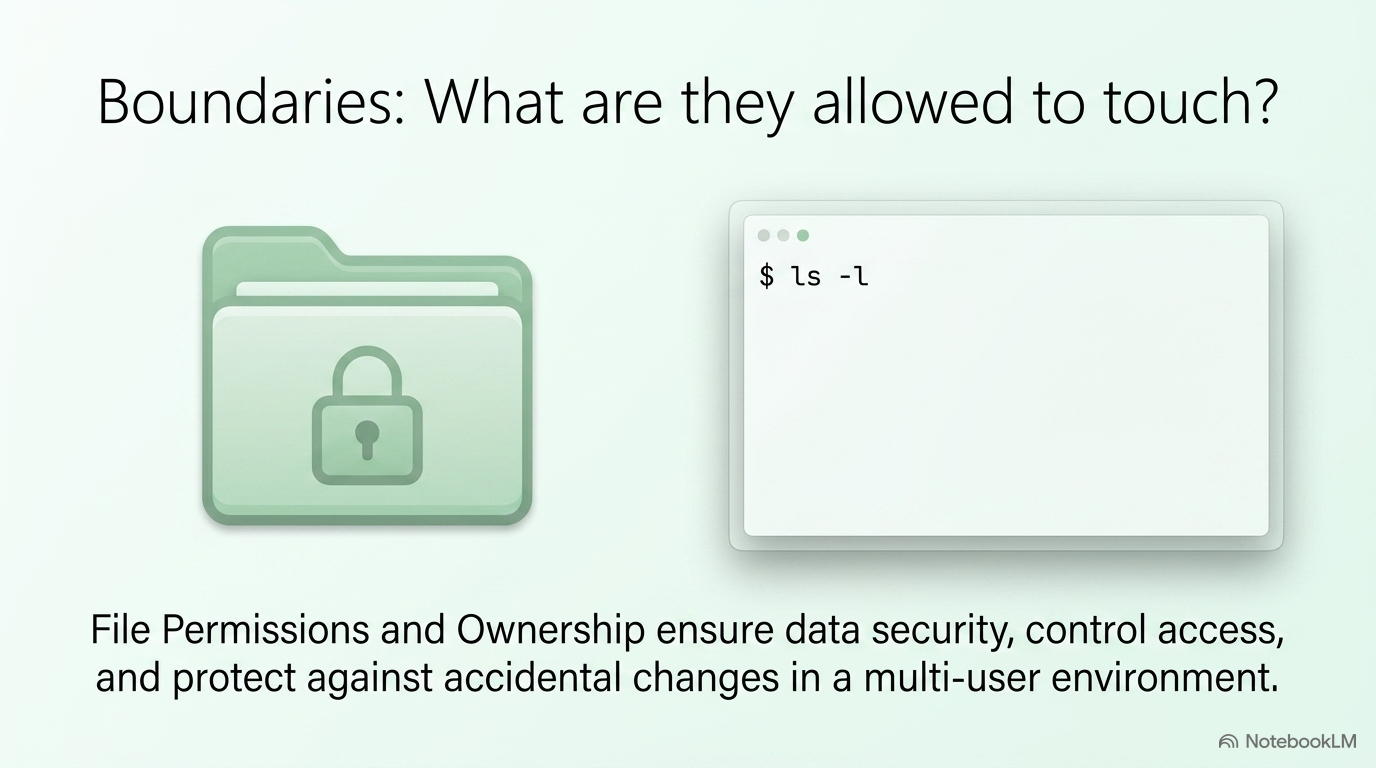 Boundaries: What are they allowed to touch?
$ ls -l
File Permissions and Ownership ensure data security, control access,
and protect against accidental changes in a multi-user environment.
NotebookLM